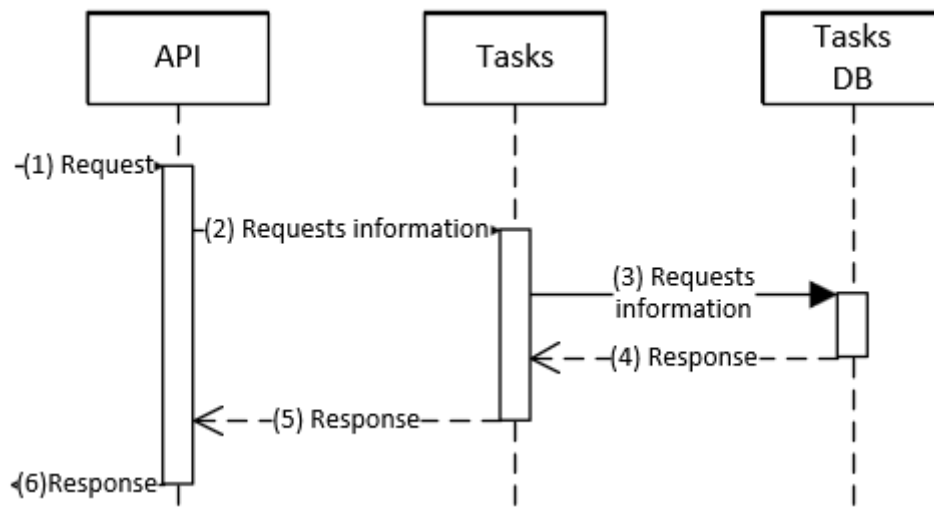 API
Tasks
Tasks
DB
(1) Request
(2) Requests information
(3) Requests
information
(4) Response
(5) Response
(6)Response